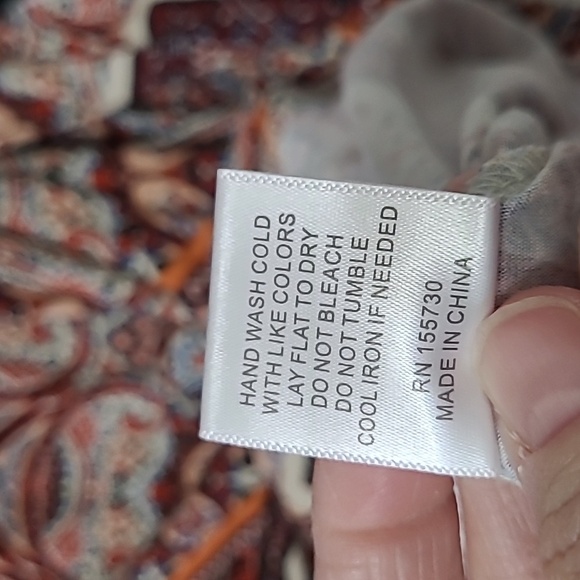 HAND WASH COLD
WITH LIKE COLORS
LAY FLAT TO DRY
DO NOT BLEACH
DO NOT TUMBLE
COOL IRON IF NEEDED
RN 155730
MADE IN CHINA